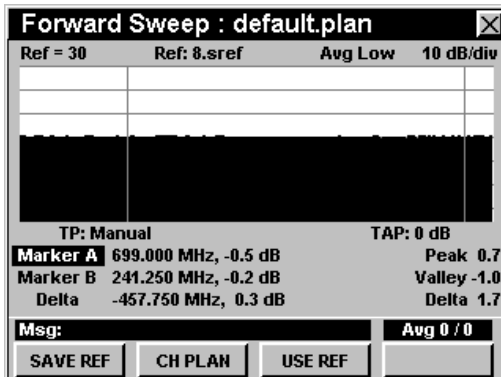 Forward Sweep : default.plan
Ref = 30 Ref: 8.sref Avg Low 10 dB/div
TP: Manual TAP: 0 dB
Marker A 699.000 MHz, -0.5 dB Peak 0.7
Marker B 241.250 MHz, -0.2 dB Valley -1.0
Delta -457.750 MHz, 0.3 dB Delta 1.7
Msg: Avg 0 / 0
SAVE REF CH PLAN USE REF